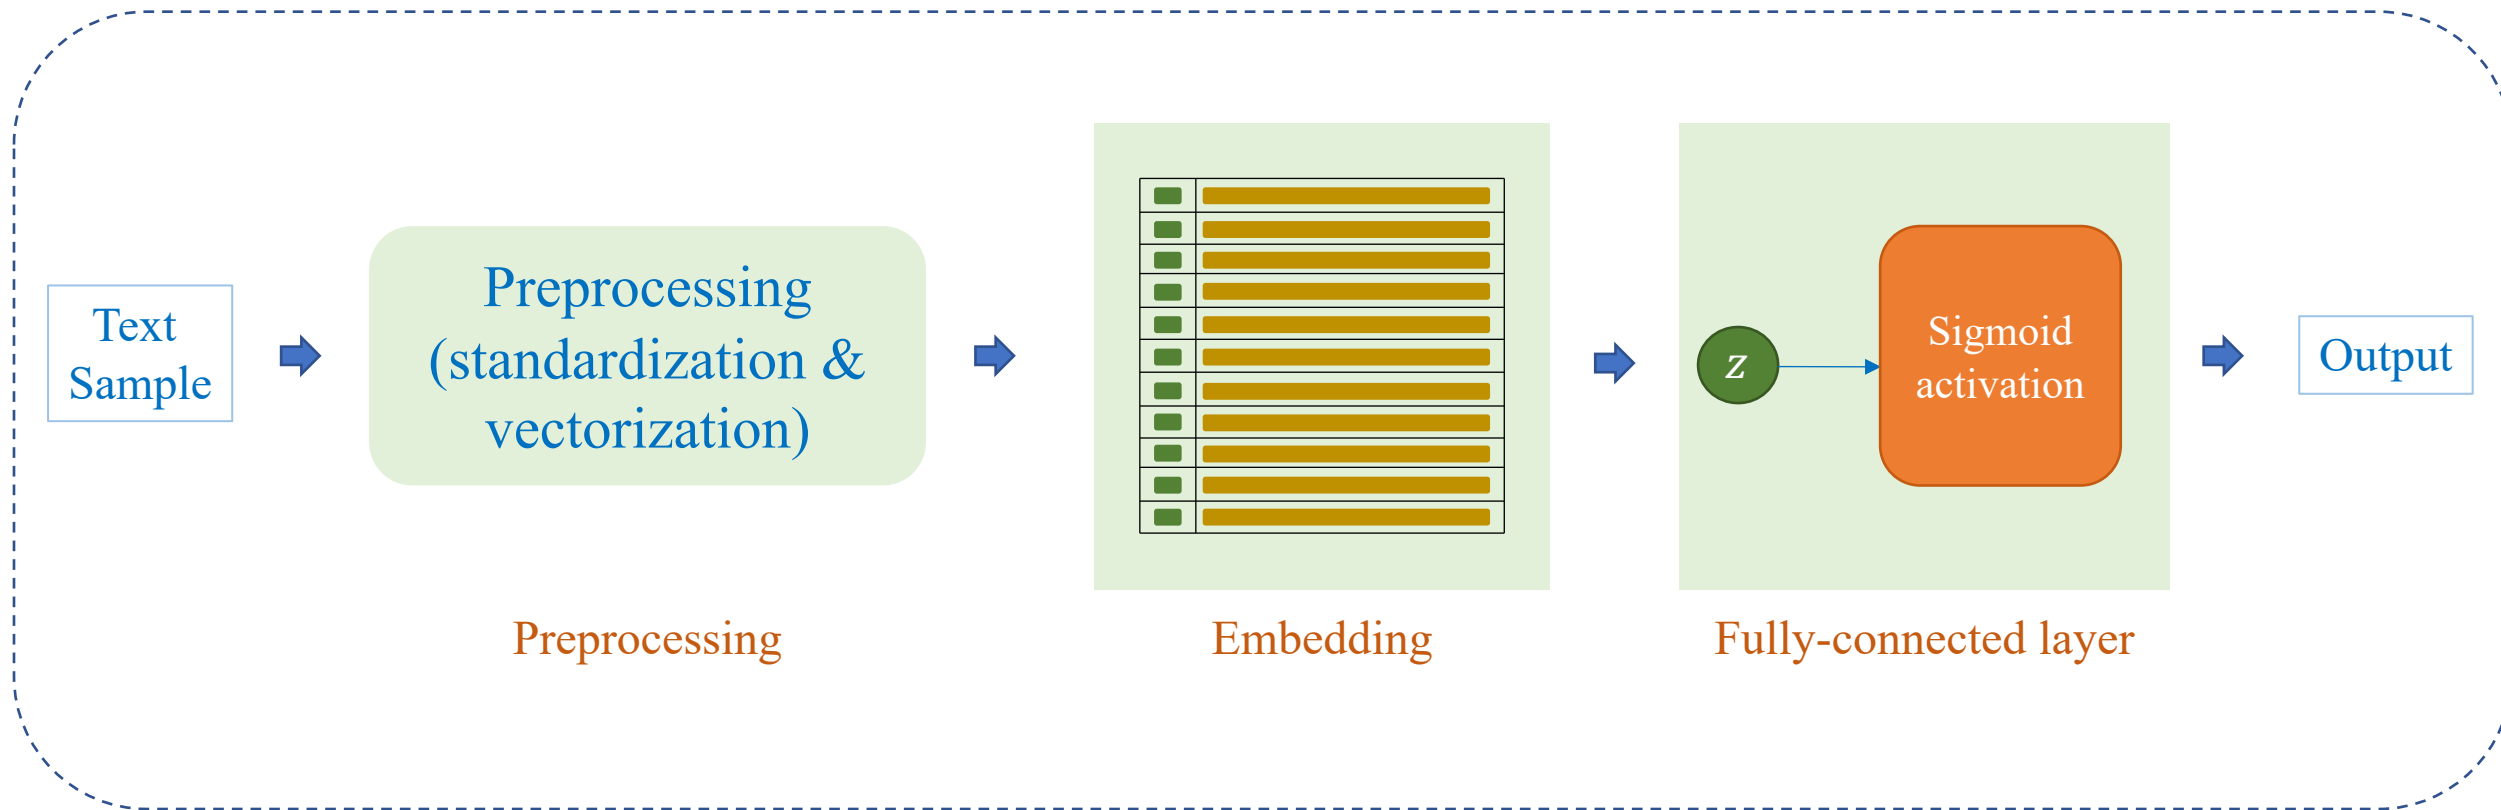 Text
Sample
Preprocessing
(standardization &
vectorization)
z
Sigmoid
activation
Output
Preprocessing
Embedding
Fully-connected layer